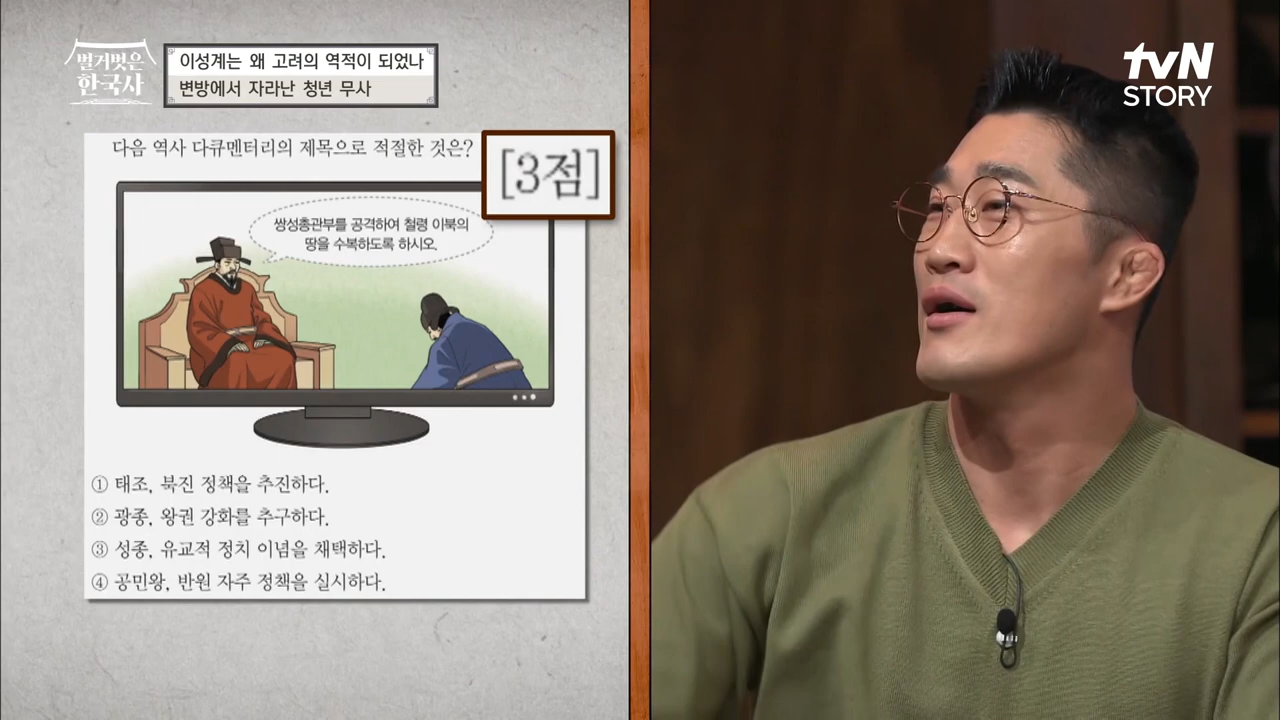 벌거벗은
한국사
이성계는 왜 고려의 역적이 되었나
변방에서 자라난 청년 무사
tvN
STORY
다음 역사 다큐멘터리의 제목으로 적절한 것은?
[3점]
쌍성총관부를 공격하여 철령 이북의
땅을 수복하도록 하시오.
① 태조, 북진 정책을 추진하다.
② 광종, 왕권 강화를 추구하다.
③ 성종, 유교적 정치 이념을 채택하다.
④ 공민왕, 반원 자주 정책을 실시하다.